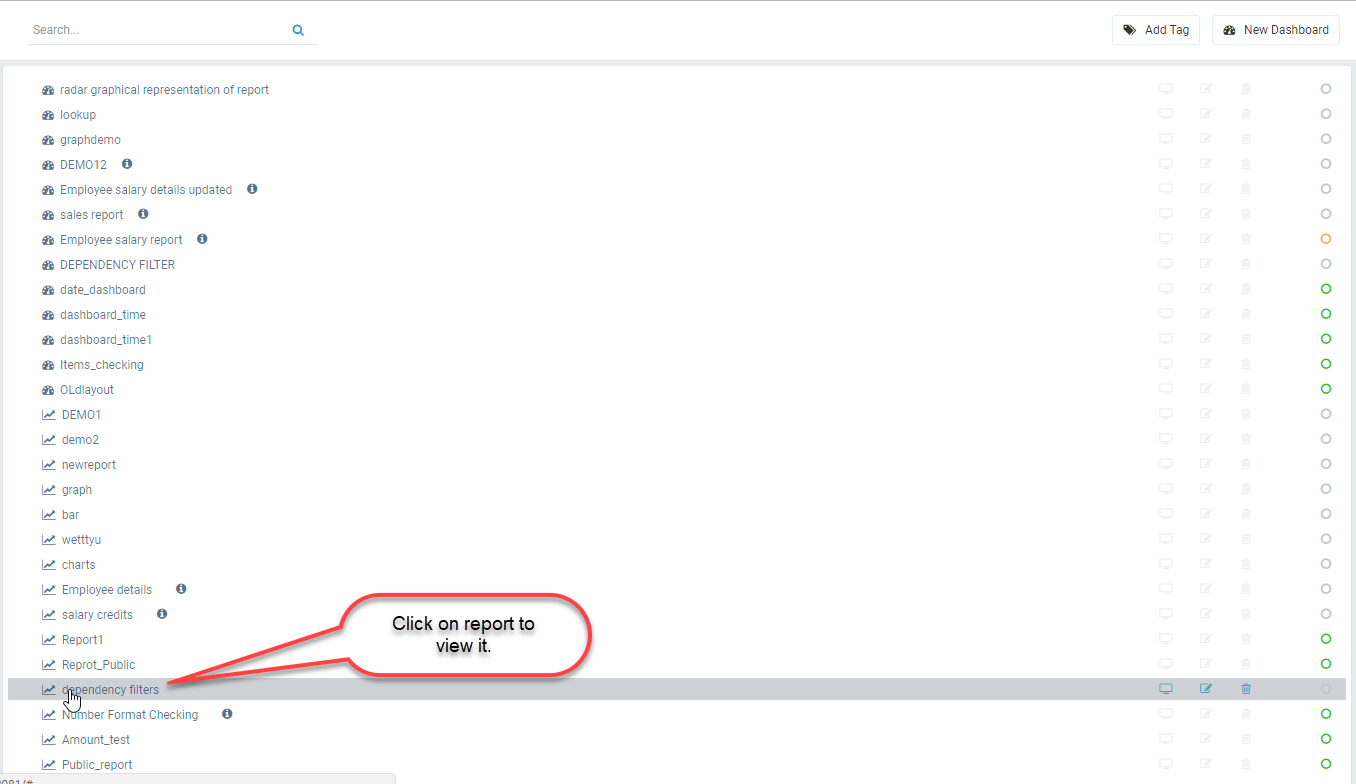 Search...
Add Tag
New Dashboard
radar graphical representation of report
lookup
graphdemo
DEMO12
Employee salary details updated
sales report
Employee salary report
DEPENDENCY FILTER
date_dashboard
dashboard_time
dashboard_time1
Items_checking
OLdlayout
DEMO1
demo2
newreport
graph
bar
wetttyu
charts
Employee details
salary credits
Report1
Reprot_Public
dependency filters
Number Format Checking
Amount_test
Public_report
Click on report to
view it.